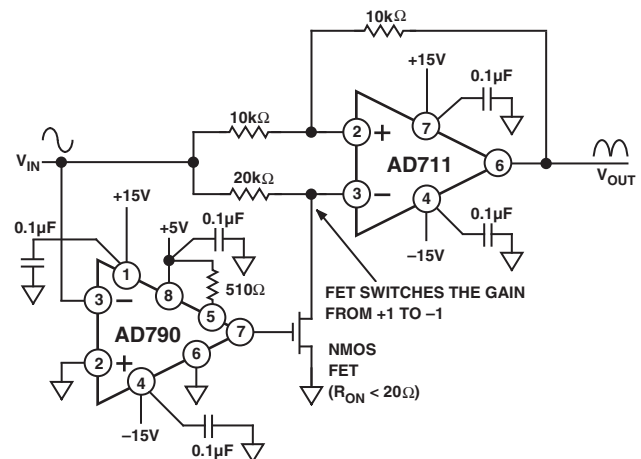 10kΩ
+15V
0.1µF
10kΩ
2
+
7
AD711
6
V_IN
20kΩ
3
–
4
V_OUT
+15V
0.1µF
0.1µF
+5V
0.1µF
–15V
510Ω
1
8
5
3
–
AD790
7
2
+
6
4
FET SWITCHES THE GAIN
FROM +1 TO –1
NMOS
FET
(R_ON < 20Ω)
–15V
0.1µF